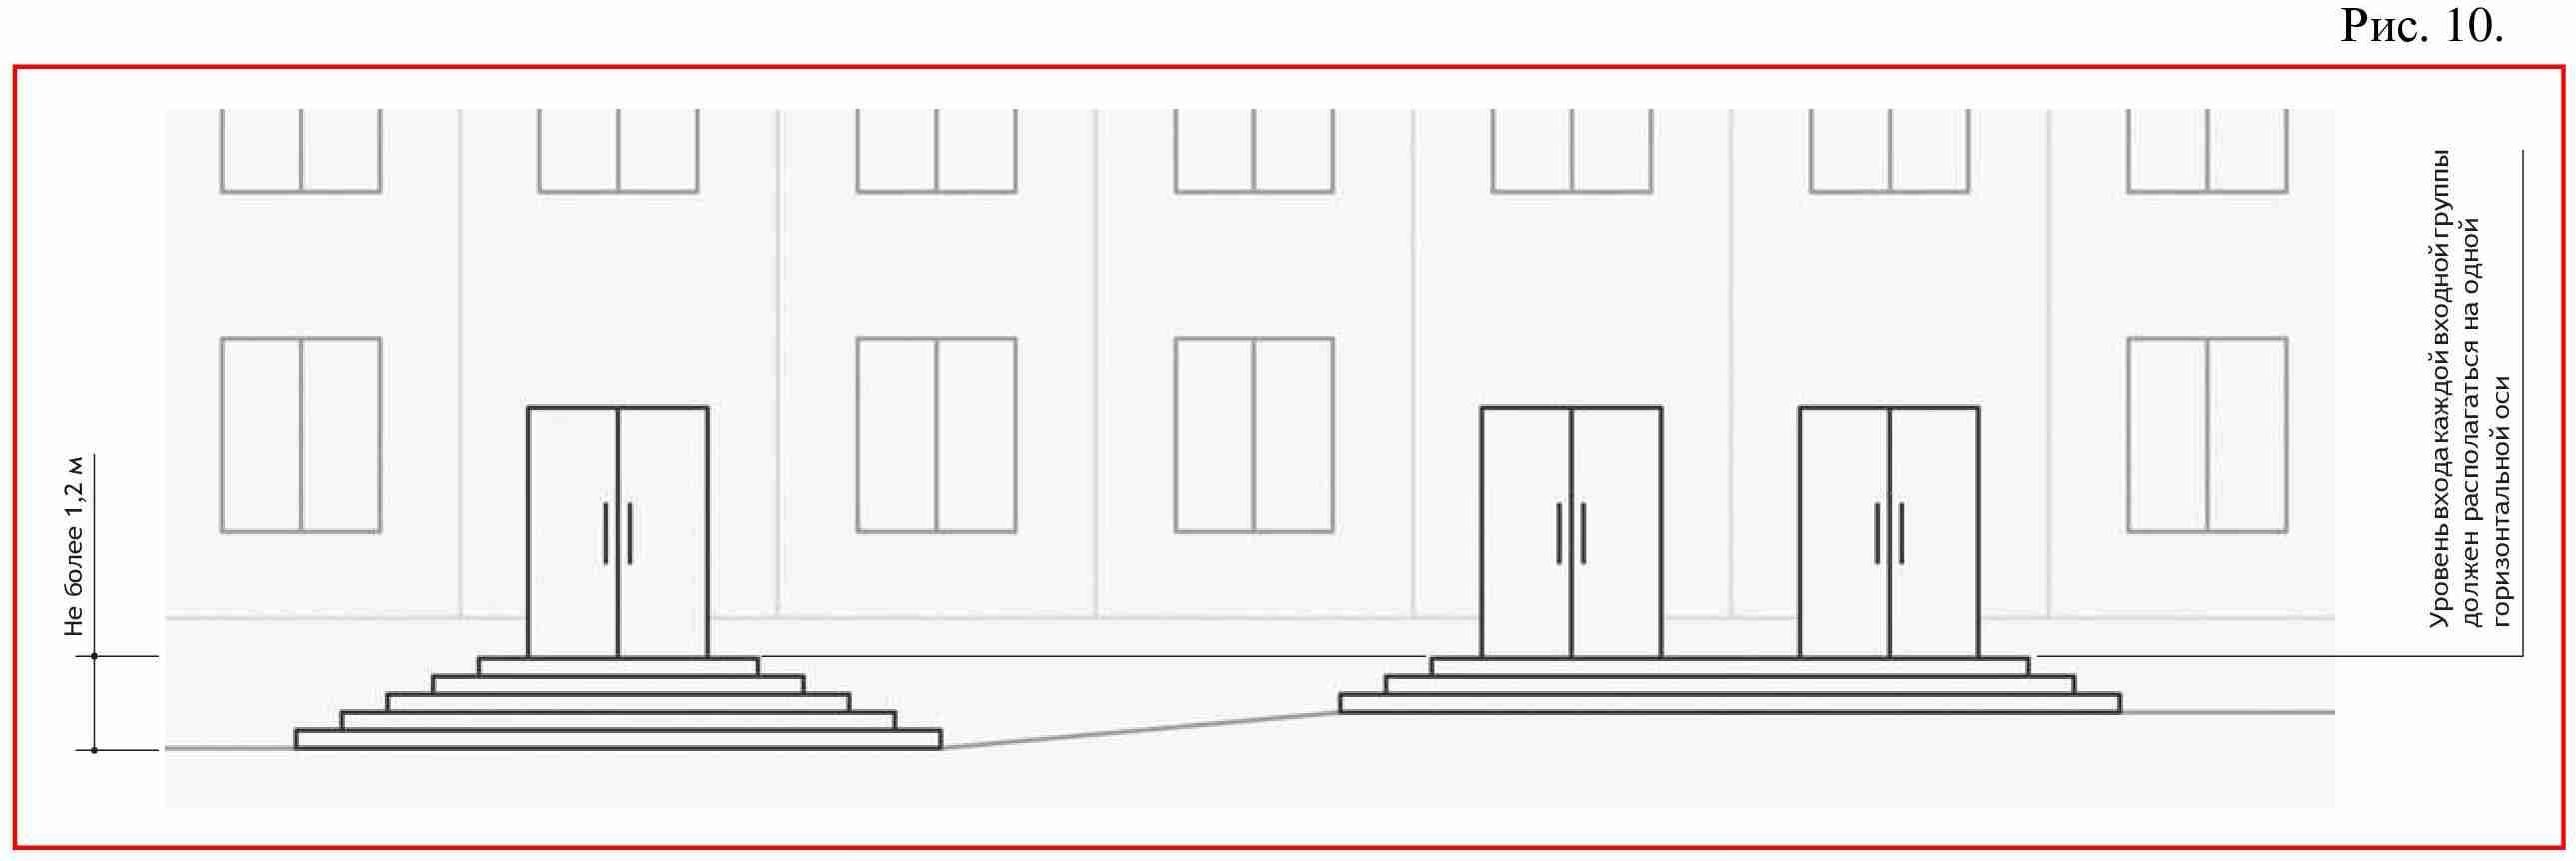 Рис. 10.
Не более 1,2 м
Уровень входа каждой входной группы
должен располагаться на одной
горизонтальной оси